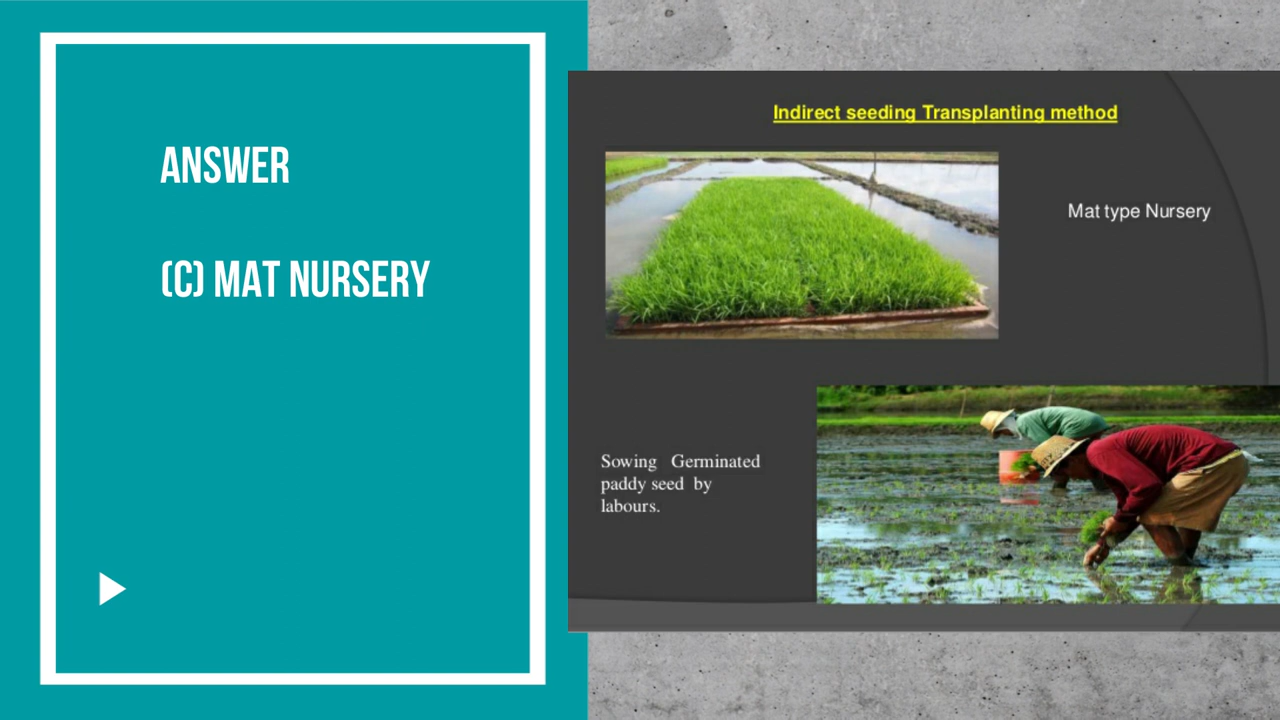 ANSWER
(C) MAT NURSERY
Indirect seeding Transplanting method
Mat type Nursery
Sowing Germinated
paddy seed by
labours.